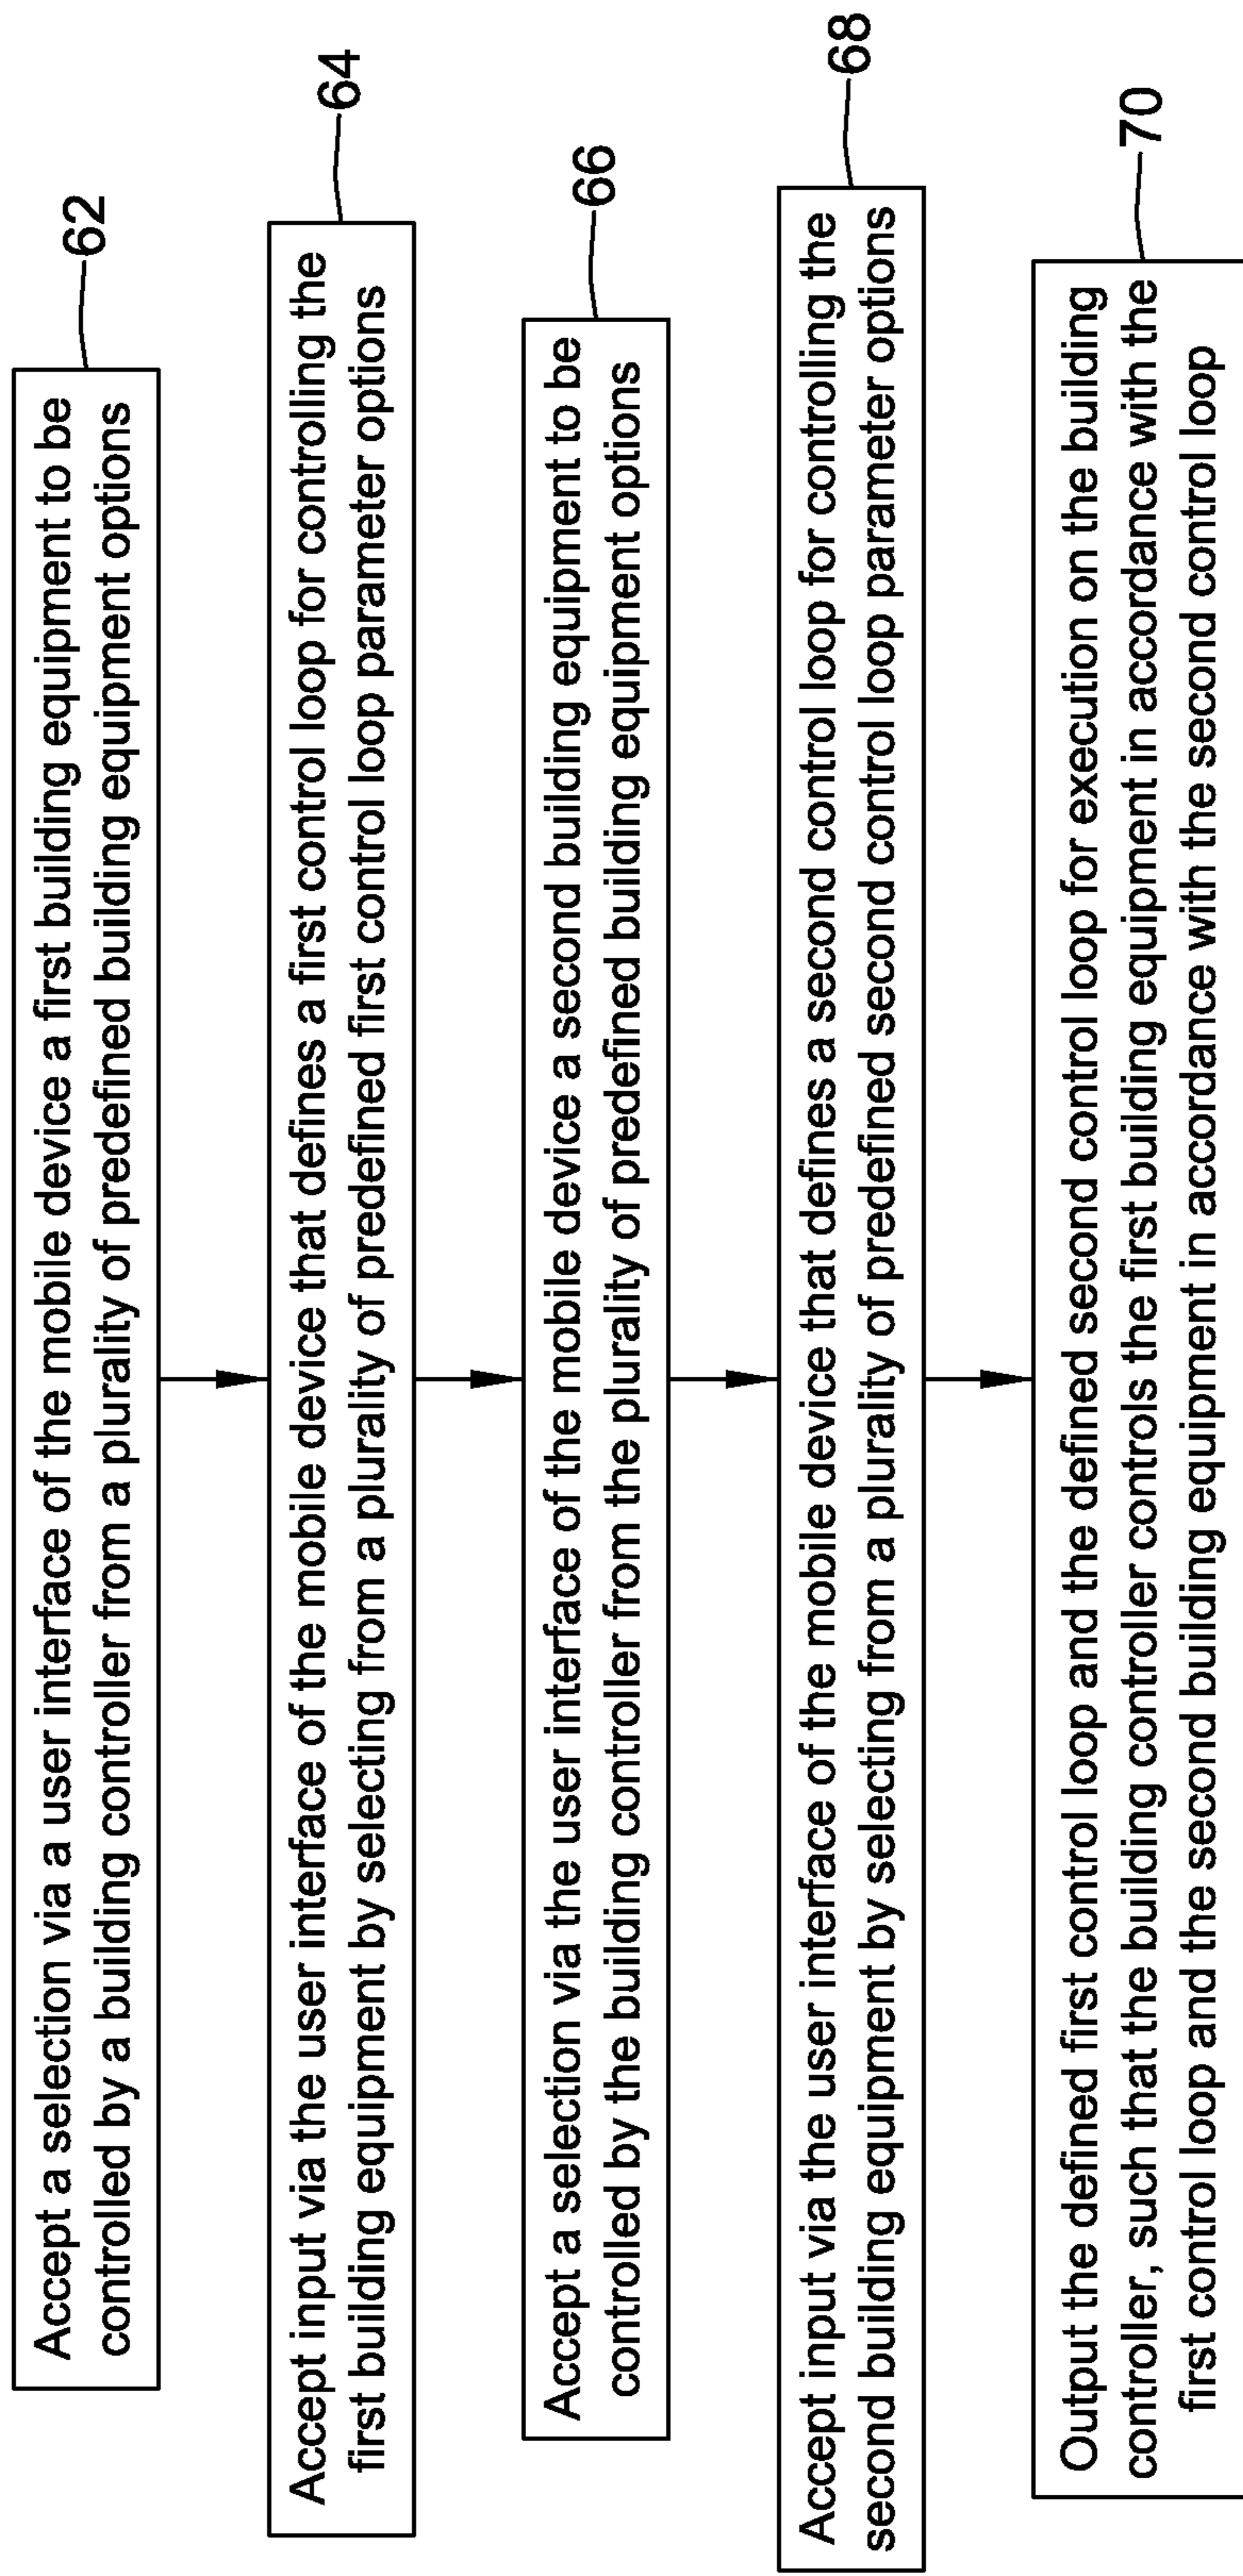 62
Accept a selection via a user interface of the mobile device a first building equipment to be
controlled by a building controller from a plurality of predefined building equipment options
64
Accept input via the user interface of the mobile device that defines a first control loop for controlling the
first building equipment by selecting from a plurality of predefined first control loop parameter options
66
Accept a selection via the user interface of the mobile device a second building equipment to be
controlled by the building controller from the plurality of predefined building equipment options
68
Accept input via the user interface of the mobile device that defines a second control loop for controlling the
second building equipment by selecting from a plurality of predefined second control loop parameter options
70
Output the defined first control loop and the defined second control loop for execution on the building
controller, such that the building controller controls the first building equipment in accordance with the
first control loop and the second building equipment in accordance with the second control loop